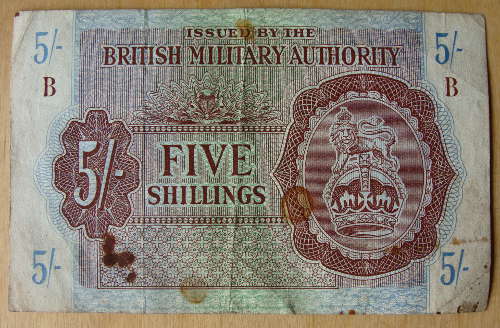 5/- ISSUED BY THE 5/-
B BRITISH MILITARY AUTHORITY B
5/- FIVE
SHILLINGS
5/- 5/-